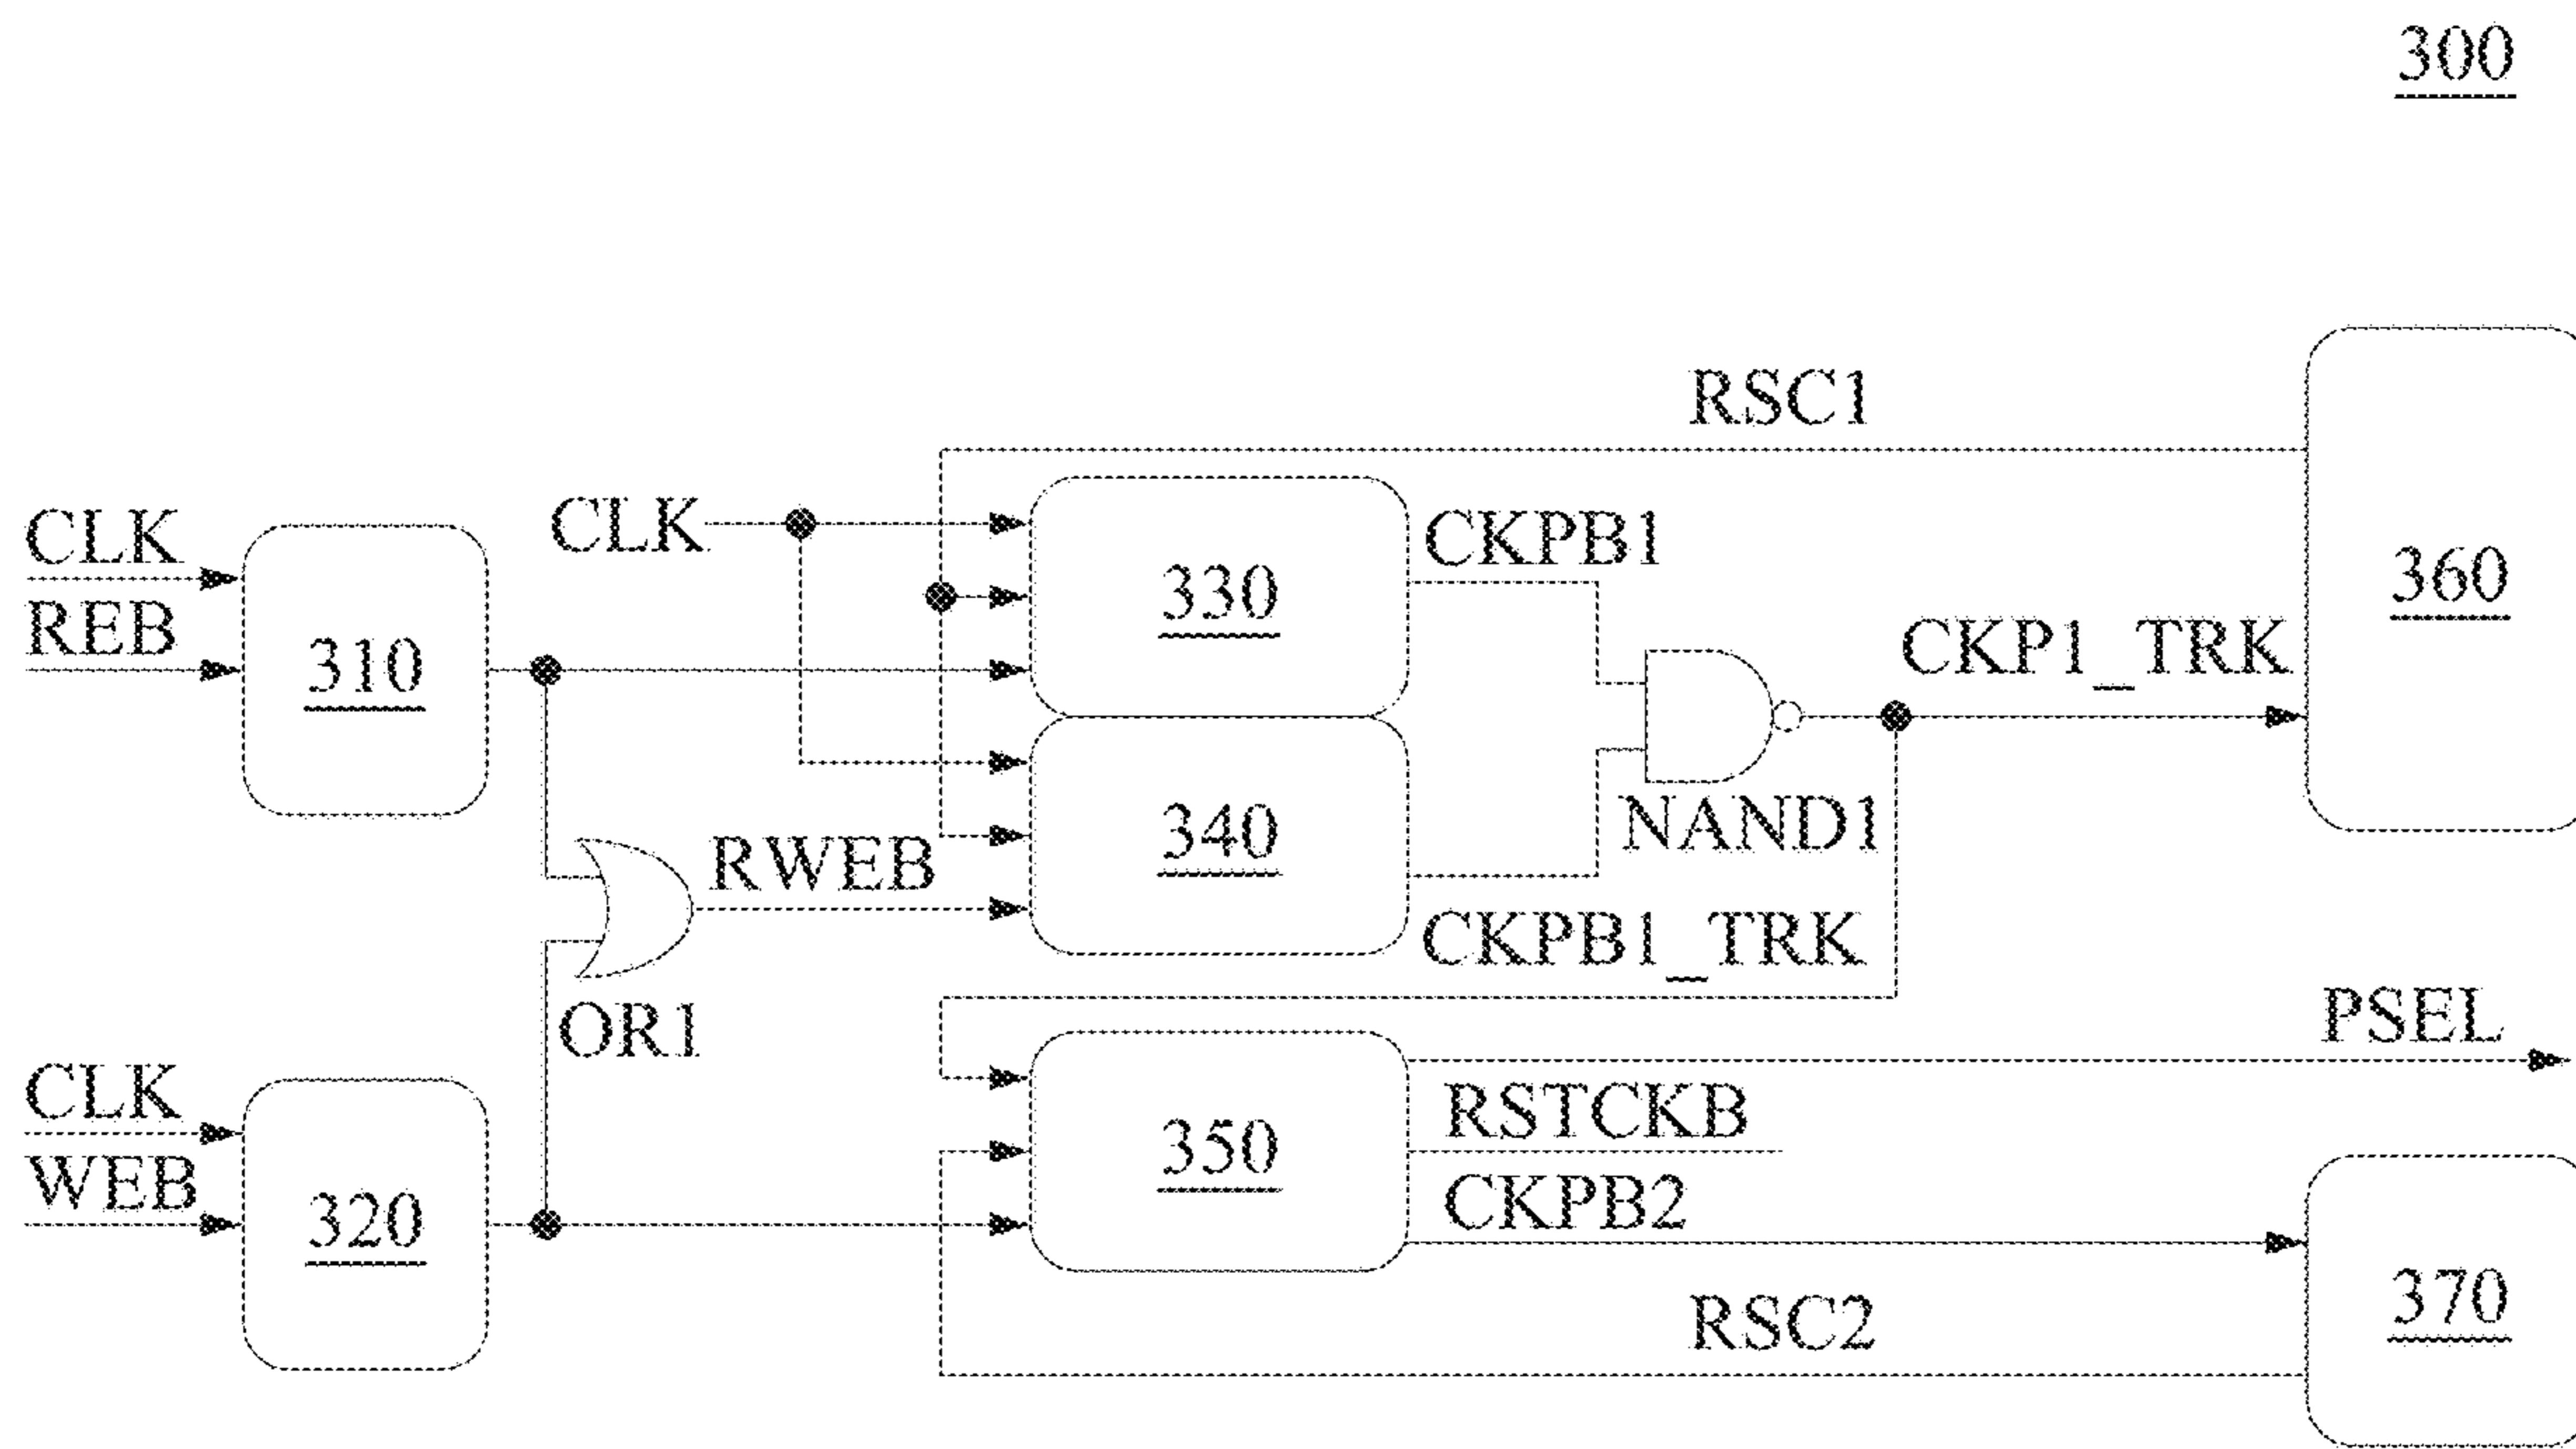 300
RSC1
CLK
REB
310
CLK
330
CKPB1
360
CKP1_TRK
340
NAND1
RWEB
CKPB1_TRK
OR1
PSEL
CLK
WEB
320
350
RSTCKB
CKPB2
RSC2
370